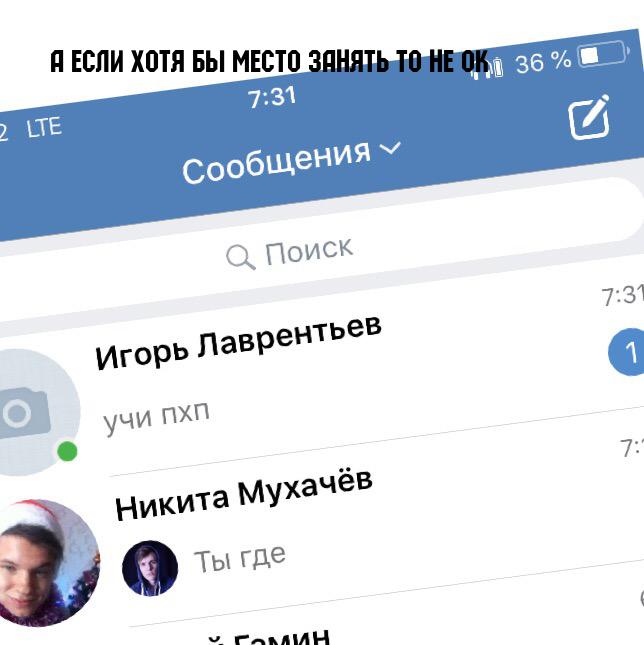 А ЕСЛИ ХОТЯ БЫ МЕСТО ЗАНЯТЬ ТО НЕ ОК
36 %
7:31
2 LTE
Сообщения
Поиск
Игорь Лаврентьев
7:31
учи пхп
1
Никита Мухачёв
7:
Ты где
й Гамин